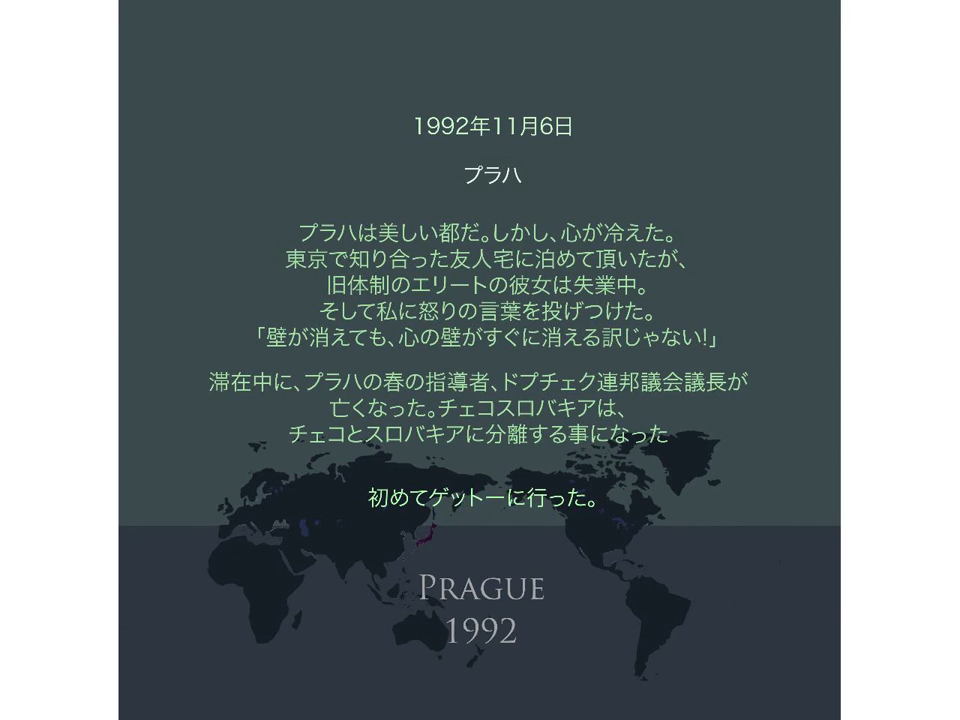 1992年11月6日
プラハ
プラハは美しい都だ。しかし、心が冷えた。
東京で知り合った友人宅に泊めて頂いたが、
旧体制のエリートの彼女は失業中。
そして私に怒りの言葉を投げつけた。
「壁が消えても、心の壁がすぐに消える訳じゃない!」
滞在中に、プラハの春の指導者、ドプチェク連邦議会議長が
亡くなった。チェコスロバキアは、
チェコとスロバキアに分離する事になった
初めてゲットーに行った。
PRAGUE
1992